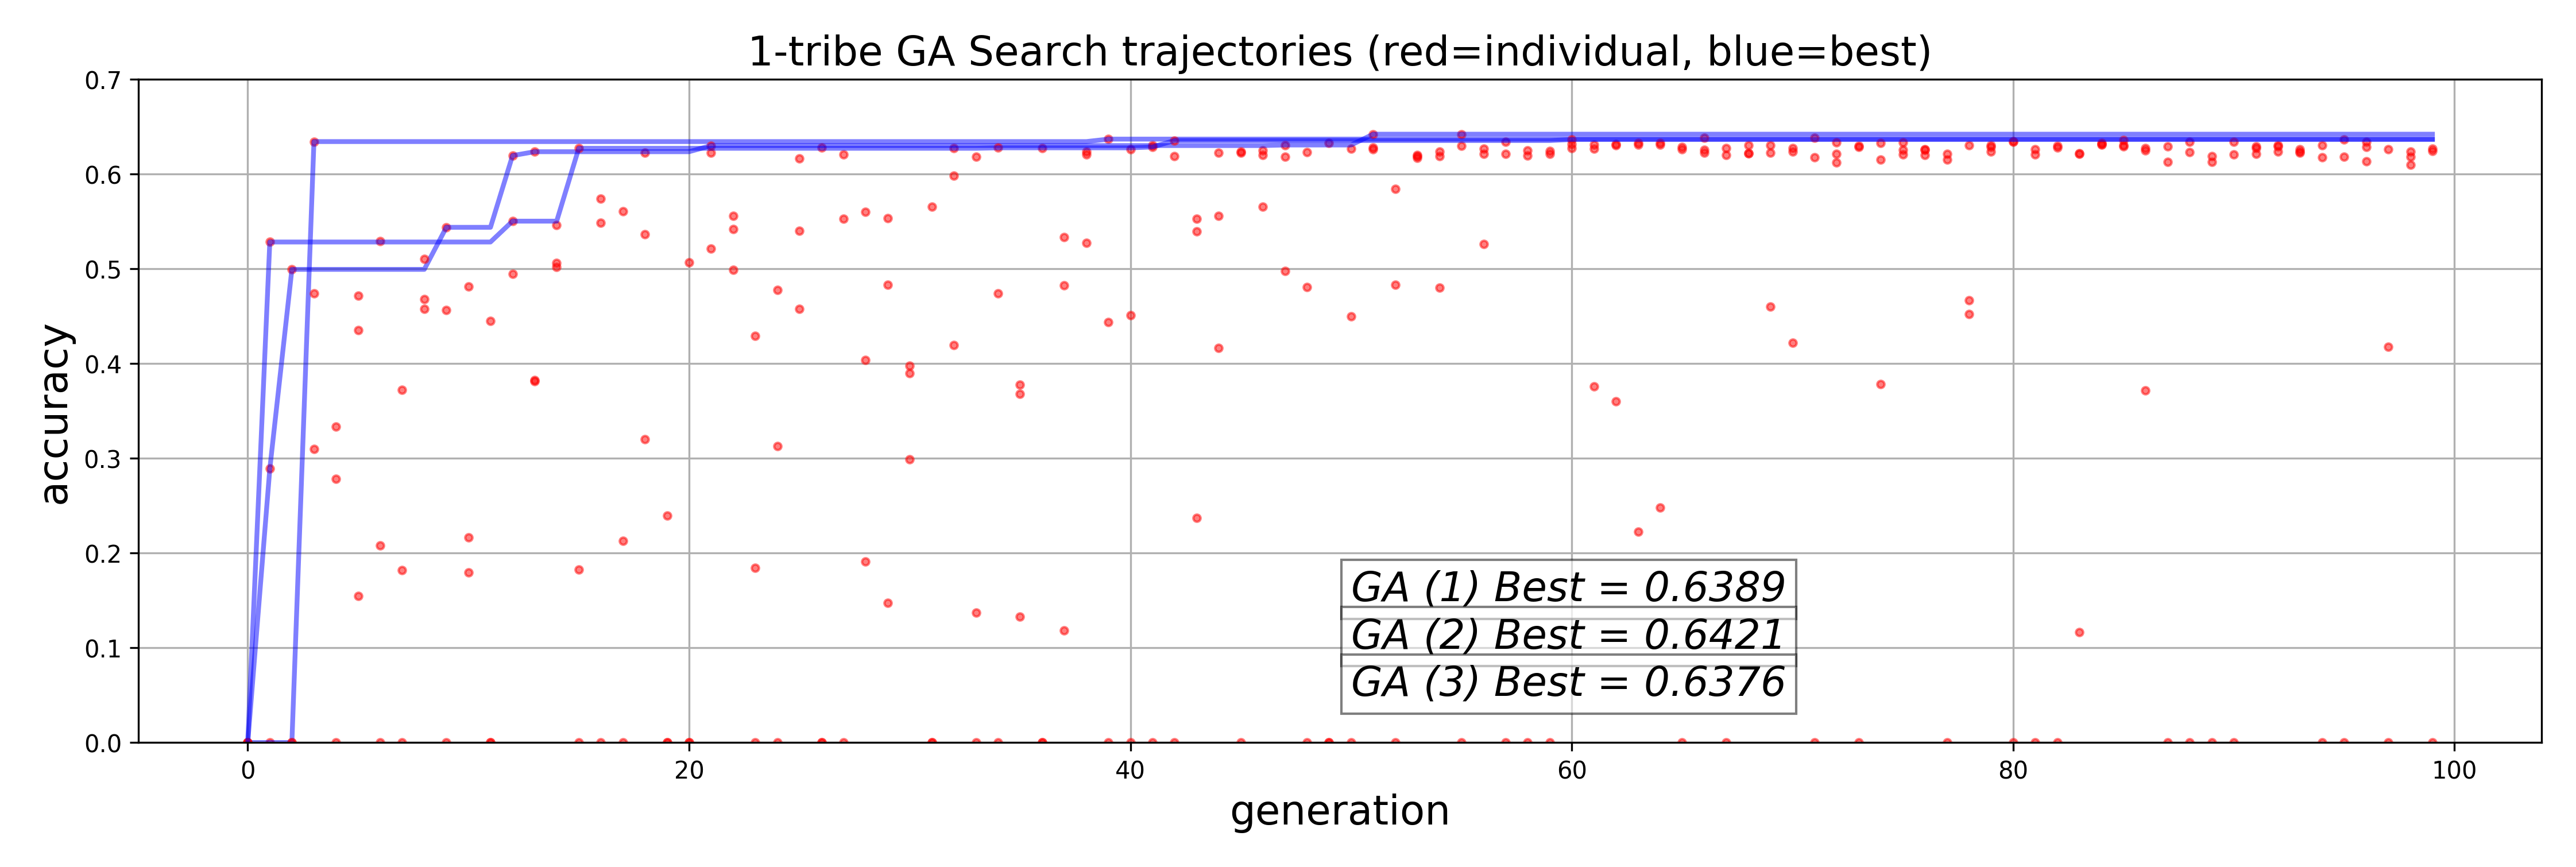 1-tribe GA Search trajectories (red=individual, blue=best)
0.7
0.6
0.5
0.4
0.3
0.2
0.1
0.0
accuracy
GA (1) Best = 0.6389
GA (2) Best = 0.6421
GA (3) Best = 0.6376
0 20 40 60 80 100
generation